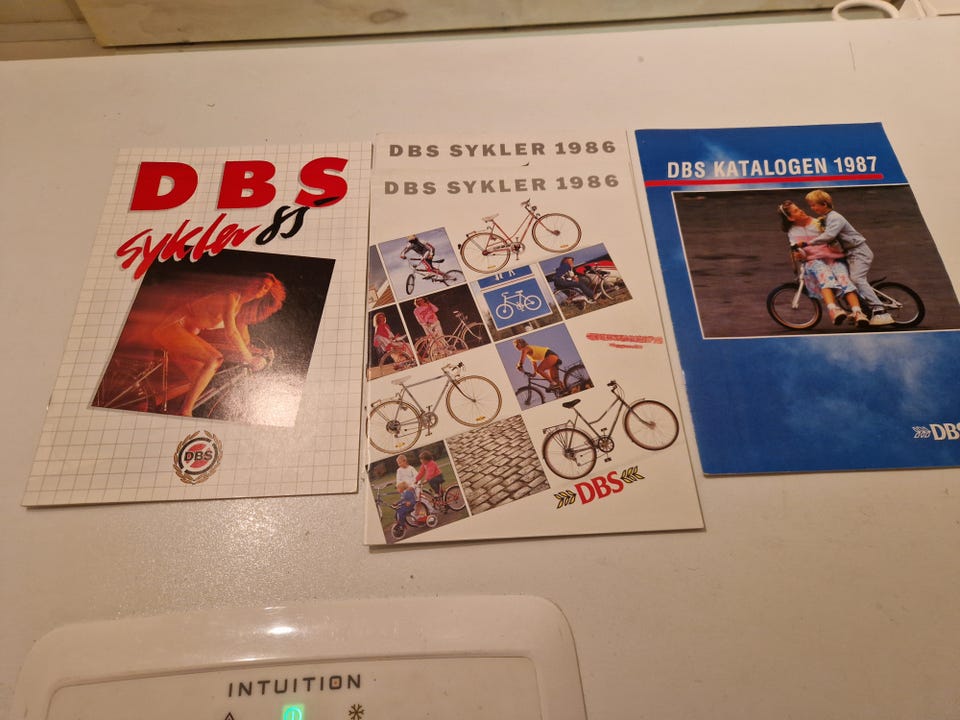 DBS
Sykler 85
DBS
DBS SYKLER 1986
DBS SYKLER 1986
DBS
DBS KATALOGEN 1987
DBS
INTUITION